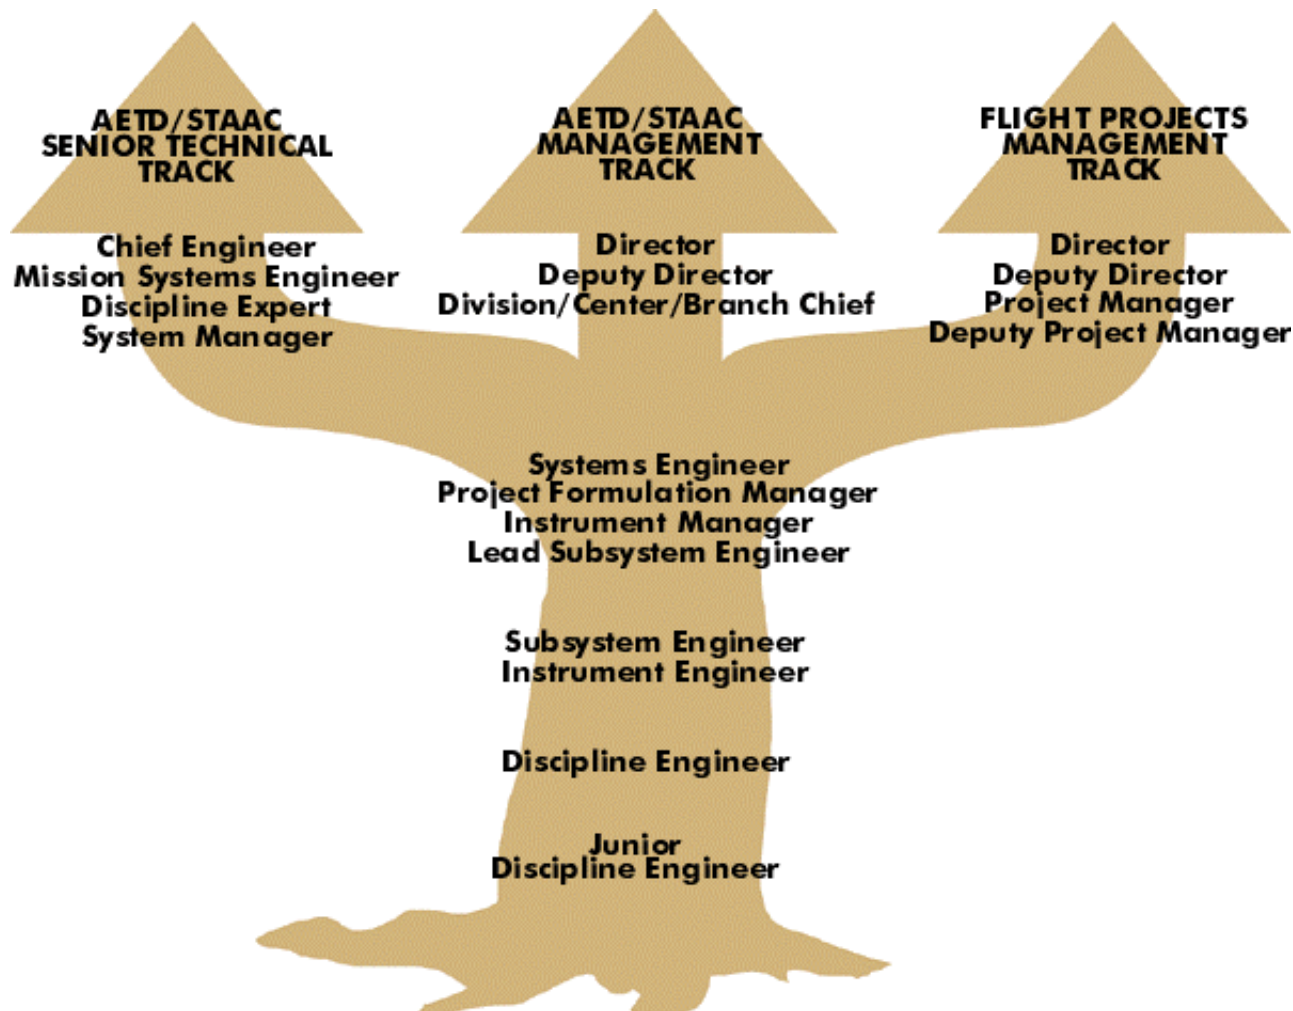 AETD/STAAC
SENIOR TECHNICAL
TRACK
Chief Engineer
Mission Systems Engineer
Discipline Expert
System Manager
AETD/STAAC
MANAGEMENT
TRACK
Director
Deputy Director
Division/Center/Branch Chief
FLIGHT PROJECTS
MANAGEMENT
TRACK
Director
Deputy Director
Project Manager
Deputy Project Manager
Systems Engineer
Project Formulation Manager
Instrument Manager
Lead Subsystem Engineer
Subsystem Engineer
Instrument Engineer
Discipline Engineer
Junior
Discipline Engineer